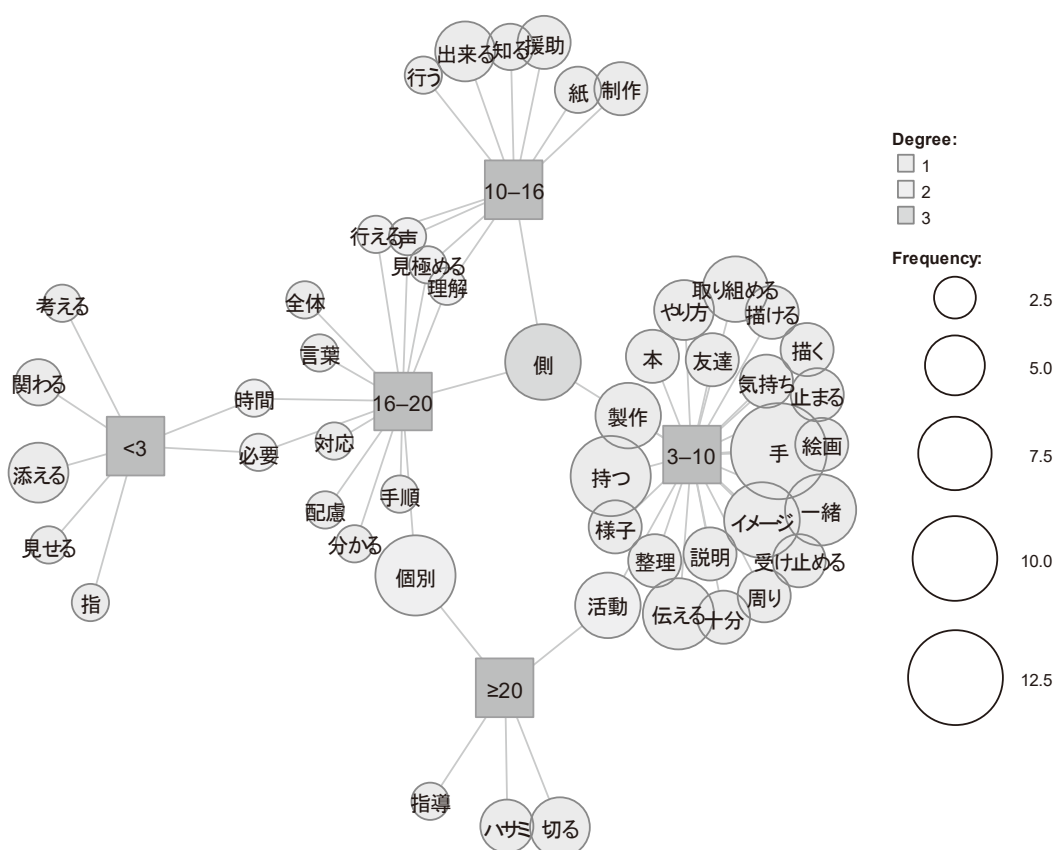 出来る
知る
援助
行う
紙
制作
10–16
行える
声
見極める
理解
全体
言葉
考える
関わる
時間
16–20
側
<3
必要
対応
添える
手順
配慮
分かる
見せる
個別
指
取り組める
やり方
描ける
本
友達
描く
気持ち
止まる
製作
手
絵画
3–10
持つ
イメージ
一緒
様子
整理
説明
受け止める
活動
伝える
十分
周り
≥20
指導
ハサミ
切る
Degree:
1
2
3
Frequency:
2.5
5.0
7.5
10.0
12.5